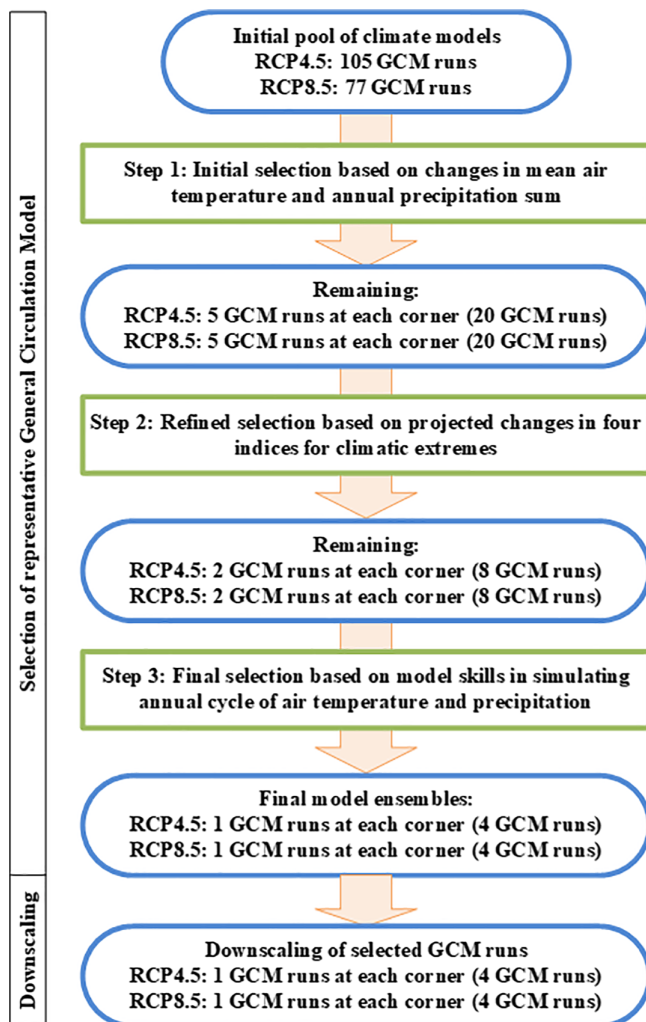 Initial pool of climate models
RCP4.5: 105 GCM runs
RCP8.5: 77 GCM runs
Step 1: Initial selection based on changes in mean air
temperature and annual precipitation sum
Remaining:
RCP4.5: 5 GCM runs at each corner (20 GCM runs)
RCP8.5: 5 GCM runs at each corner (20 GCM runs)
Step 2: Refined selection based on projected changes in four
indices for climatic extremes
Remaining:
RCP4.5: 2 GCM runs at each corner (8 GCM runs)
RCP8.5: 2 GCM runs at each corner (8 GCM runs)
Step 3: Final selection based on model skills in simulating
annual cycle of air temperature and precipitation
Final model ensembles:
RCP4.5: 1 GCM runs at each corner (4 GCM runs)
RCP8.5: 1 GCM runs at each corner (4 GCM runs)
Selection of representative General Circulation Model
Downscaling of selected GCM runs
RCP4.5: 1 GCM runs at each corner (4 GCM runs)
RCP8.5: 1 GCM runs at each corner (4 GCM runs)
Downscaling